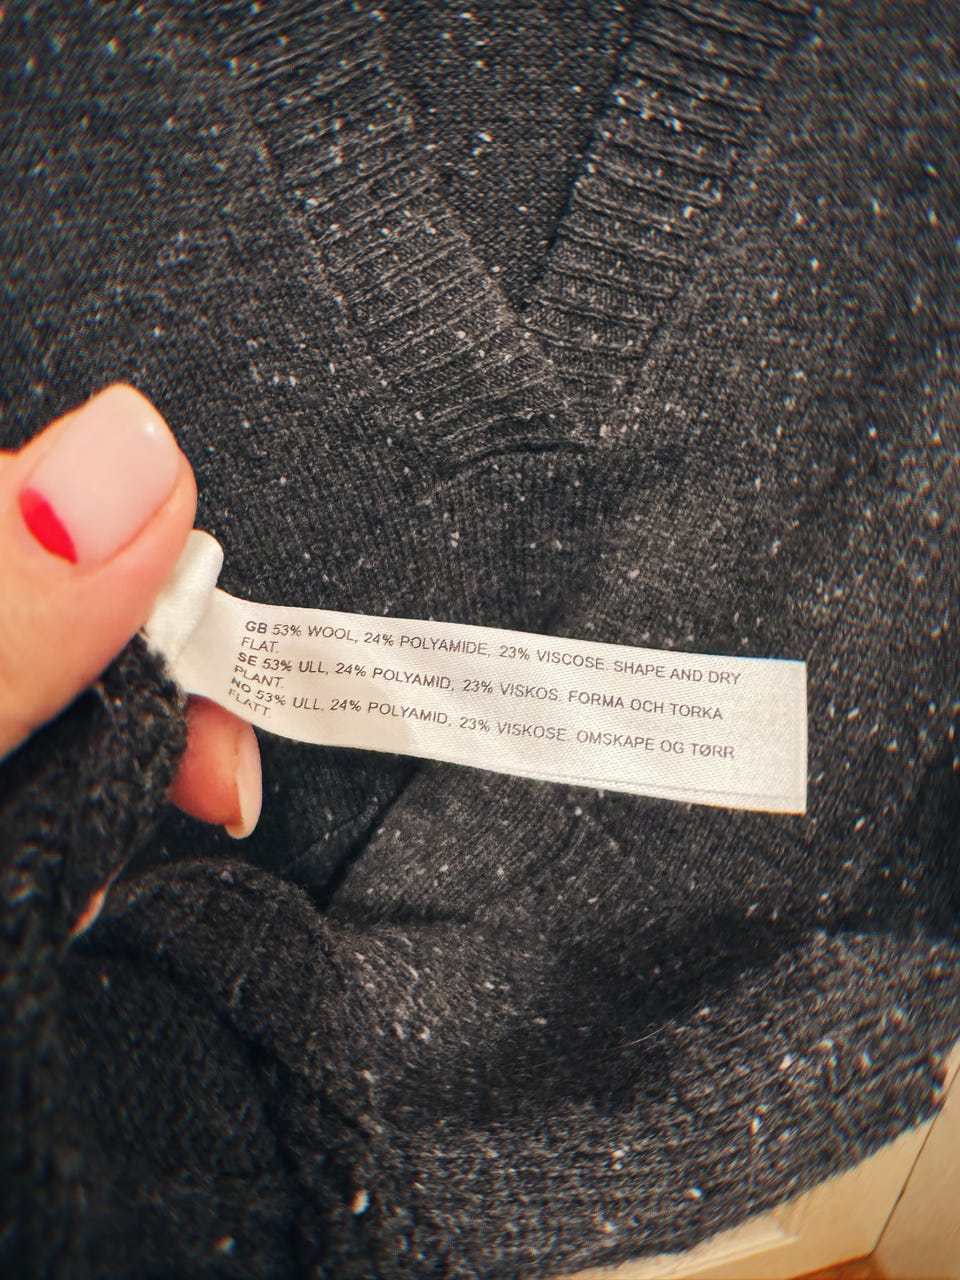 GB 53% WOOL, 24% POLYAMIDE, 23% VISCOSE. SHAPE AND DRY
FLAT.
SE 53% ULL, 24% POLYAMID, 23% VISKOS. FORMA OCH TORKA
PLANT.
NO 53% ULL, 24% POLYAMID, 23% VISKOSE. OMSKAPE OG TØRR
FLATT.